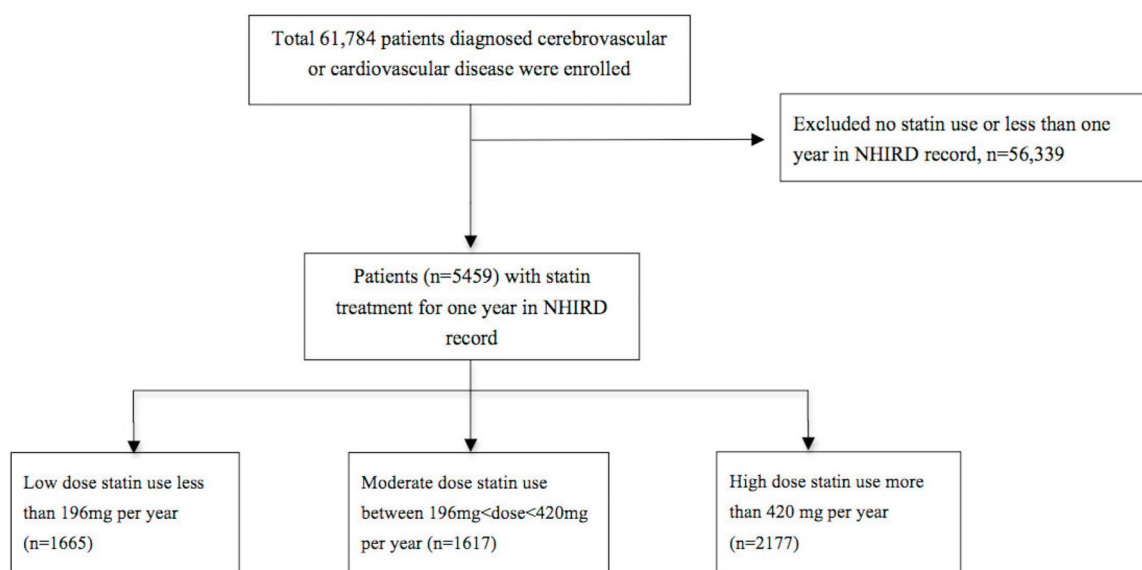 Total 61,784 patients diagnosed cerebrovascular
or cardiovascular disease were enrolled
Excluded no statin use or less than one
year in NHIRD record, n=56,339
Patients (n=5459) with statin
treatment for one year in NHIRD
record
Low dose statin use less
than 196mg per year
(n=1665)
Moderate dose statin use
between 196mg<dose<420mg
per year (n=1617)
High dose statin use more
than 420 mg per year
(n=2177)